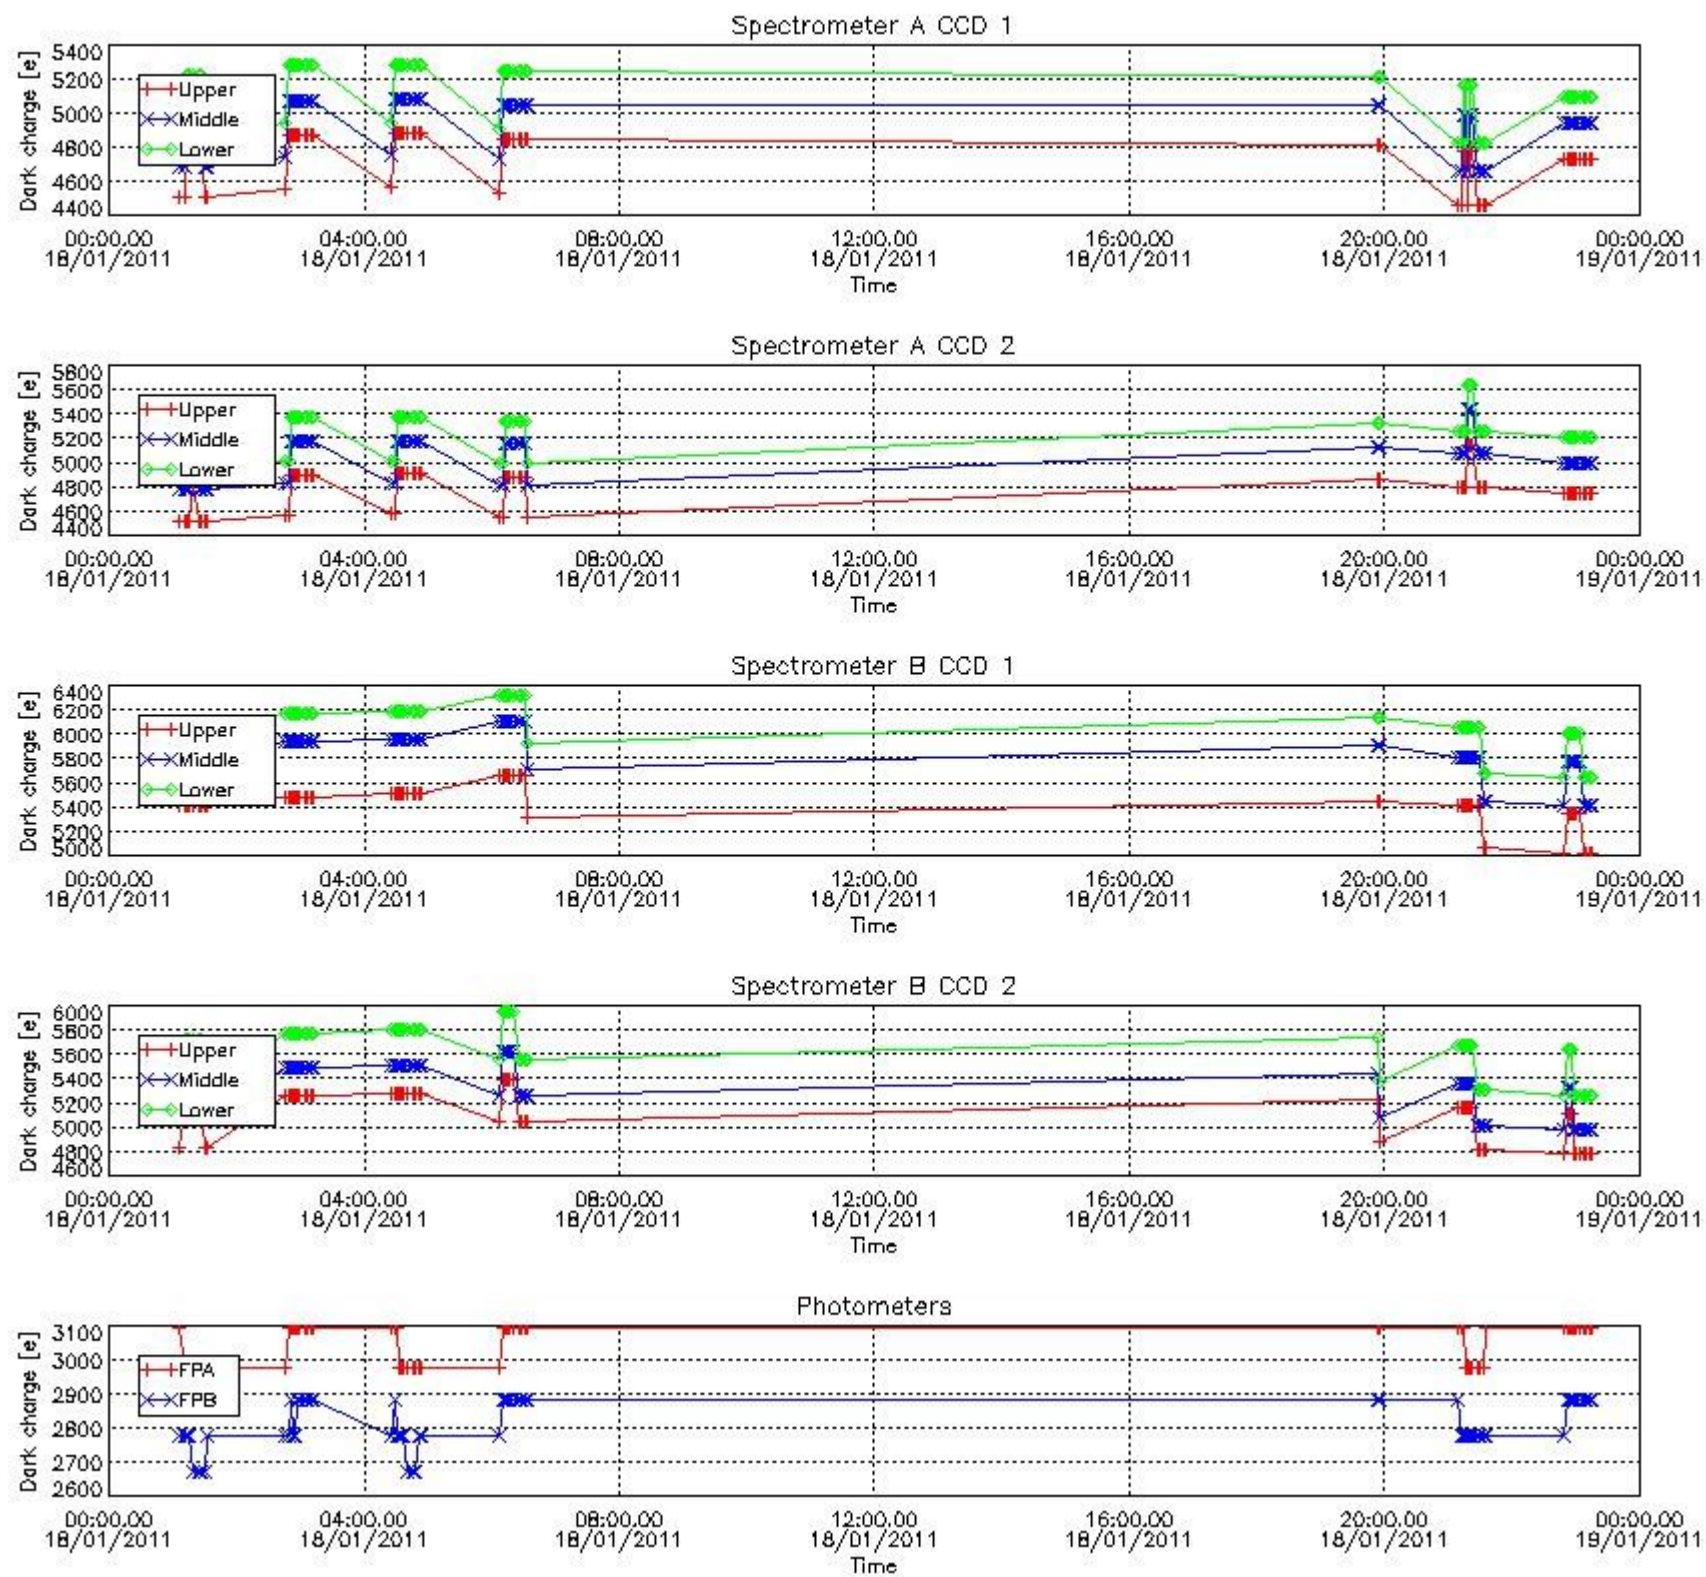 Spectrometer A CCD 1
Dark charge [e]
5400
5200
5000
4800
4600
4400
Upper
Middle
Lower
00:00.00 04:00.00 08:00.00 12:00.00 16:00.00 20:00.00 00:00.00
18/01/2011 18/01/2011 18/01/2011 18/01/2011 18/01/2011 18/01/2011 19/01/2011
Time
Spectrometer A CCD 2
Dark charge [e]
5800
5600
5400
5200
5000
4800
4600
4400
Upper
Middle
Lower
00:00.00 04:00.00 08:00.00 12:00.00 16:00.00 20:00.00 00:00.00
18/01/2011 18/01/2011 18/01/2011 18/01/2011 18/01/2011 18/01/2011 19/01/2011
Time
Spectrometer B CCD 1
Dark charge [e]
6400
6200
6000
5800
5600
5400
5200
5000
Upper
Middle
Lower
00:00.00 04:00.00 08:00.00 12:00.00 16:00.00 20:00.00 00:00.00
18/01/2011 18/01/2011 18/01/2011 18/01/2011 18/01/2011 18/01/2011 19/01/2011
Time
Spectrometer B CCD 2
Dark charge [e]
6000
5800
5600
5400
5200
5000
4800
4600
Upper
Middle
Lower
00:00.00 04:00.00 08:00.00 12:00.00 16:00.00 20:00.00 00:00.00
18/01/2011 18/01/2011 18/01/2011 18/01/2011 18/01/2011 18/01/2011 19/01/2011
Time
Photometers
Dark charge [e]
3100
3000
2900
2800
2700
2600
FPA
FPB
00:00.00 04:00.00 08:00.00 12:00.00 16:00.00 20:00.00 00:00.00
18/01/2011 18/01/2011 18/01/2011 18/01/2011 18/01/2011 18/01/2011 19/01/2011
Time